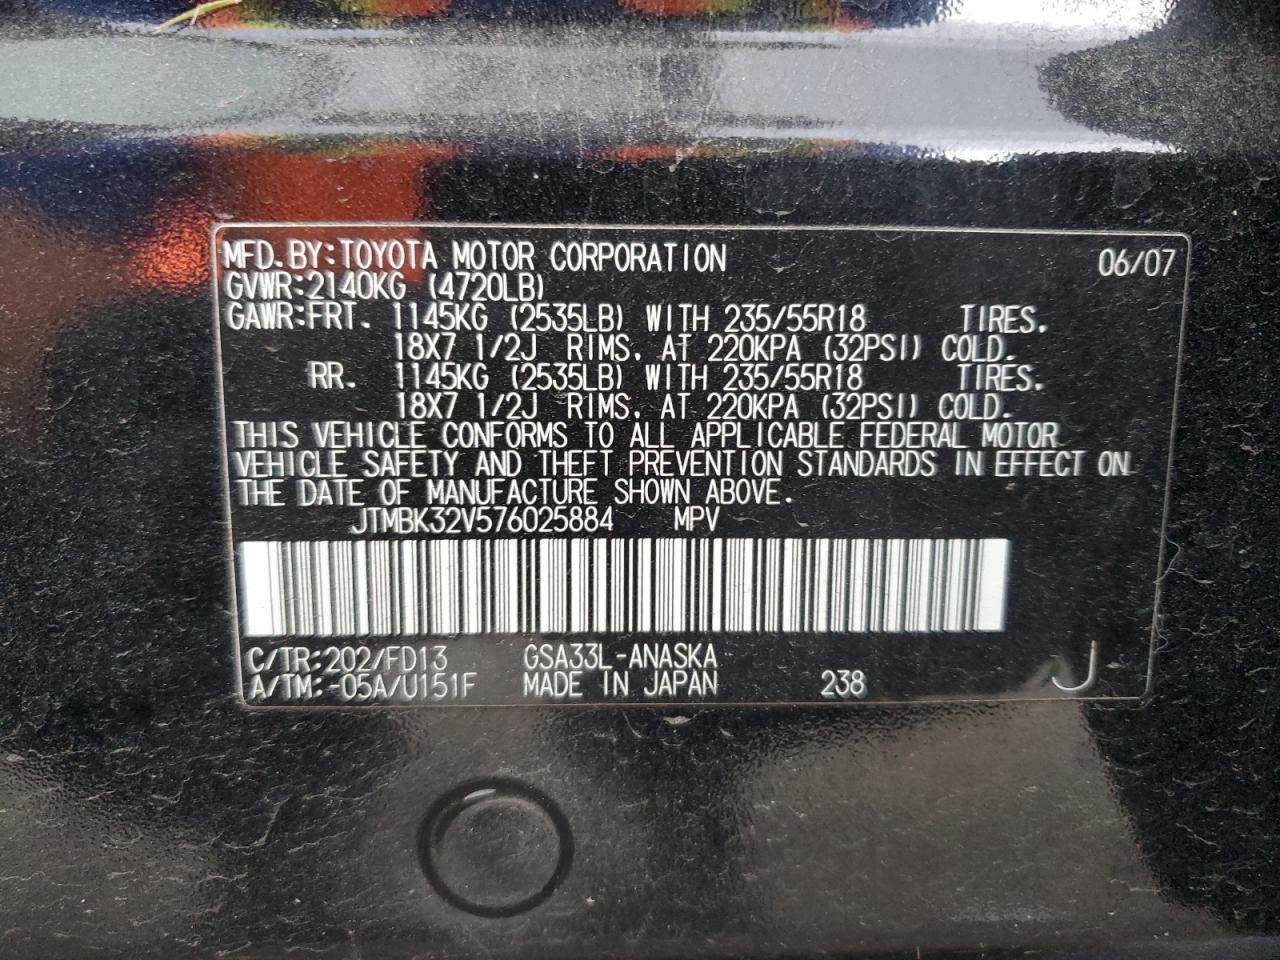 MFD.BY:TOYOTA MOTOR CORPORATION 06/07
GVWR:2140KG (4720LB)
GAWR:FRT. 1145KG (2535LB) WITH 235/55R18 TIRES.
18X7 1/2J RIMS, AT 220KPA (32PSI) COLD.
RR. 1145KG (2535LB) WITH 235/55R18 TIRES.
18X7 1/2J RIMS, AT 220KPA (32PSI) COLD.
THIS VEHICLE CONFORMS TO ALL APPLICABLE FEDERAL MOTOR
VEHICLE SAFETY AND THEFT PREVENTION STANDARDS IN EFFECT ON
THE DATE OF MANUFACTURE SHOWN ABOVE.
JTMBK32V576025884 MPV
C/TR:202/FD13 GSA33L-ANASKA
A/TM:-05A/U151F MADE IN JAPAN 238 J